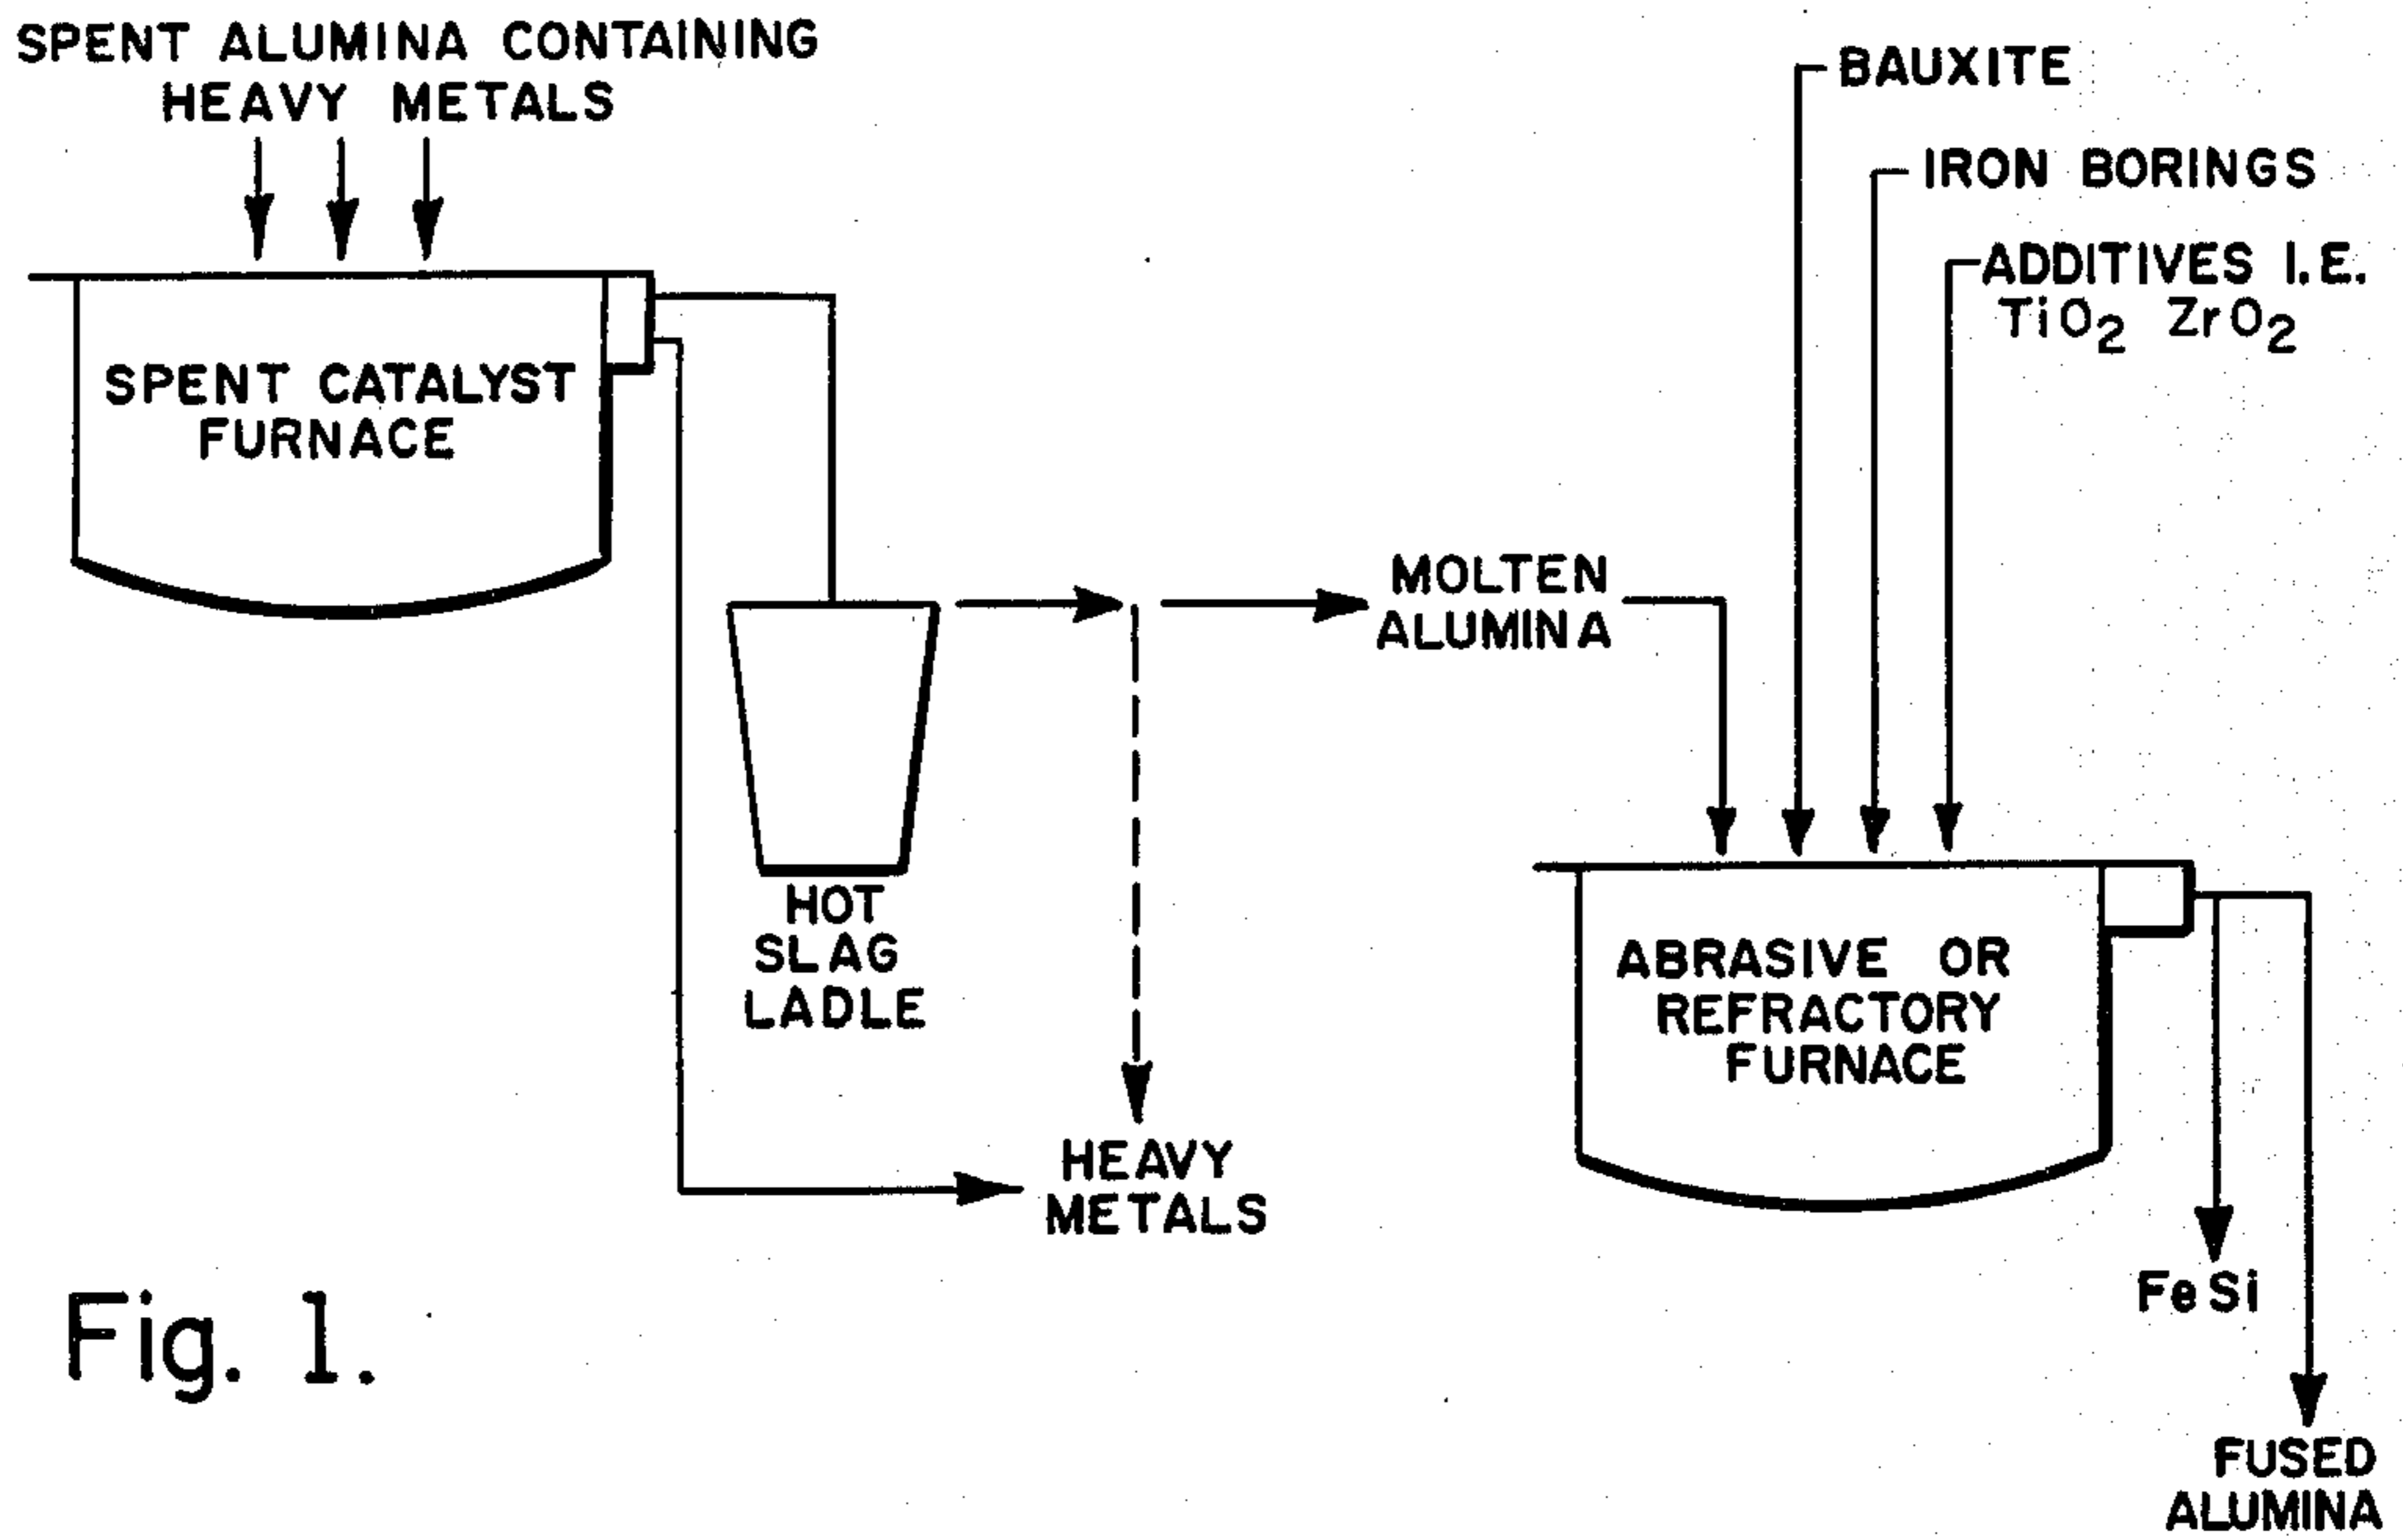 SPENT ALUMINA CONTAINING
HEAVY METALS
SPENT CATALYST
FURNACE
HOT
SLAG
LADLE
HEAVY
METALS
MOLTEN
ALUMINA
BAUXITE
IRON BORINGS
ADDITIVES I.E.
TiO₂ ZrO₂
ABRASIVE OR
REFRACTORY
FURNACE
FeSi
FUSED
ALUMINA
Fig. 1.